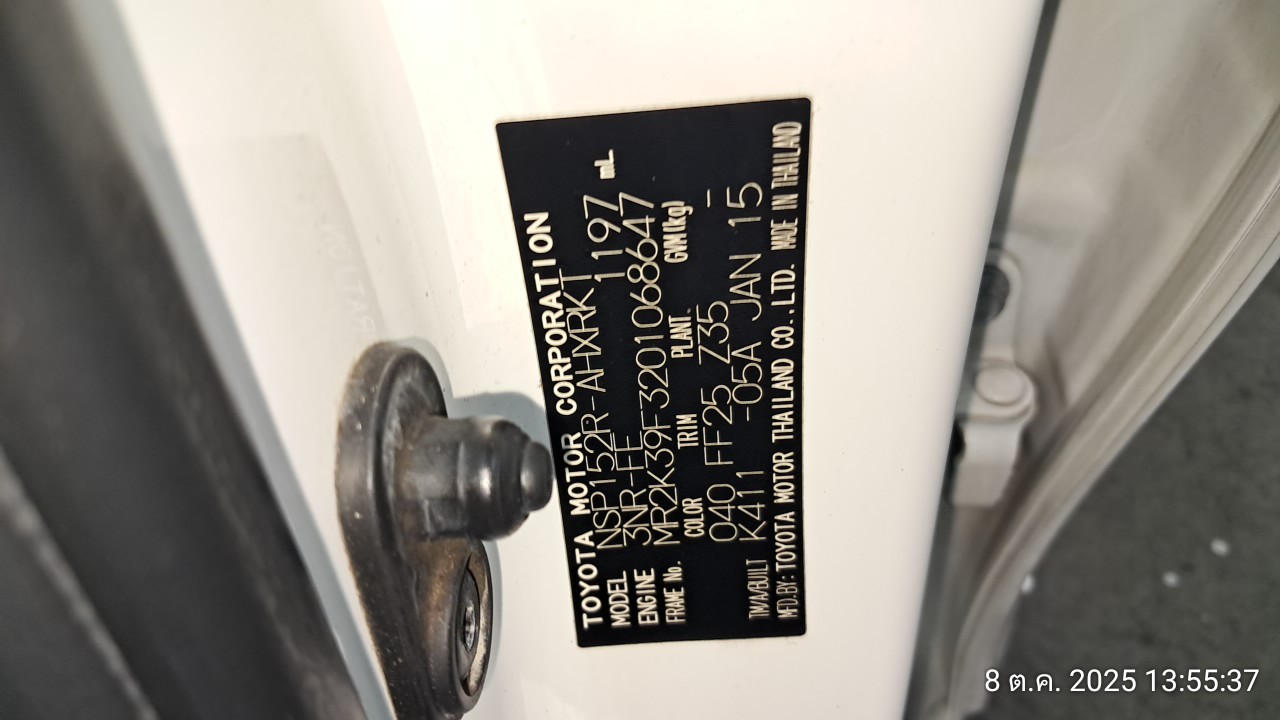 TOYOTA MOTOR CORPORATION
MODEL NSP152R-AHXRKT
ENGINE 3NR-FE 1197 mL
FRAME No. MR2K39F3201068647
COLOR TRIM PLANT. GVM(kg)
040 FF25 Z35 —
TM/A/BUILT K411 -05A JAN 15
MFD.BY: TOYOTA MOTOR THAILAND CO.,LTD. MADE IN THAILAND
8 ต.ค. 2025 13:55:37